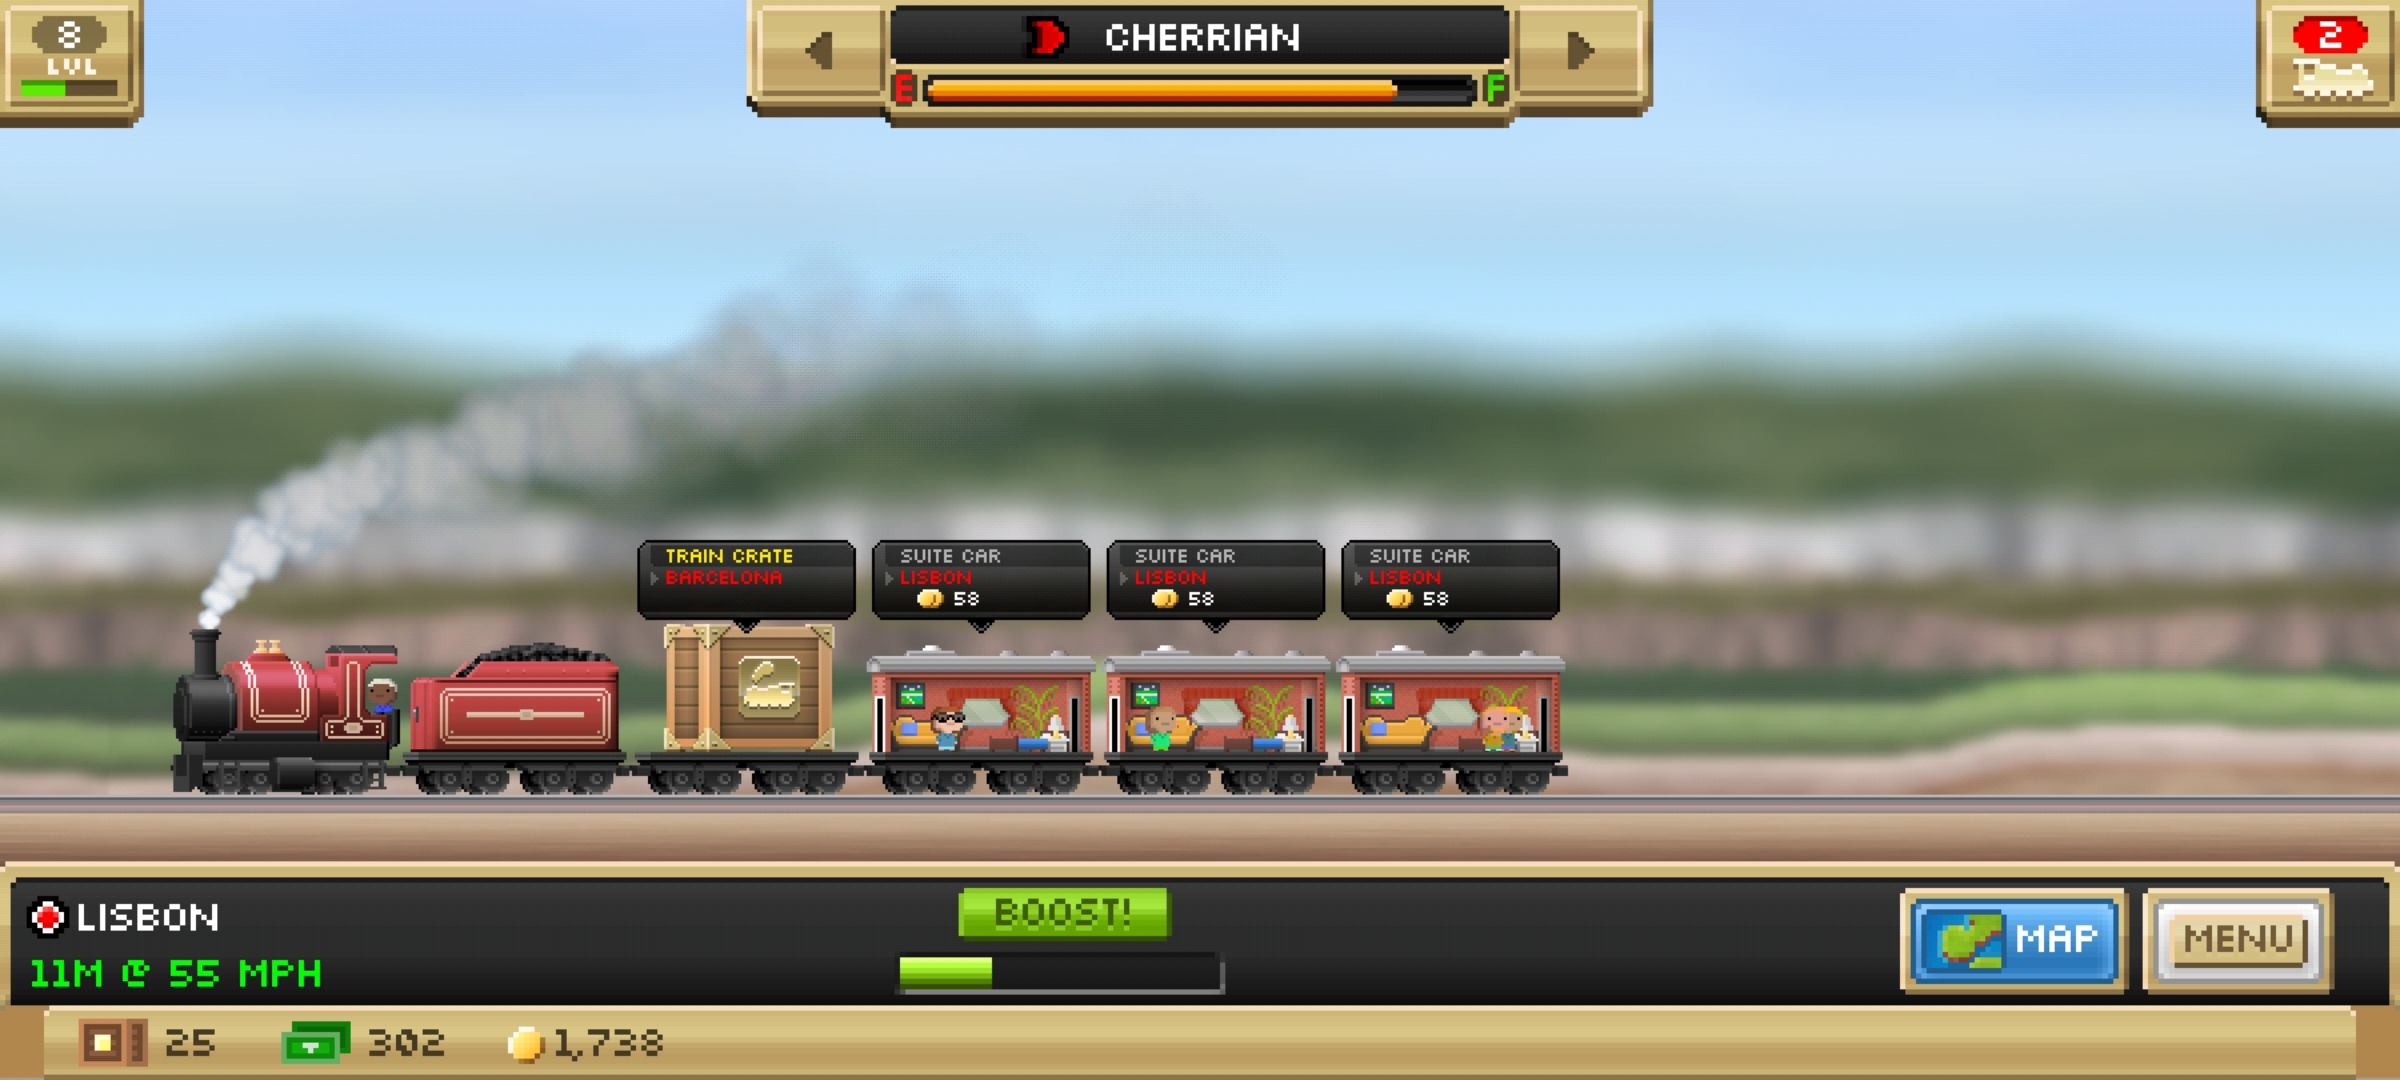 8
LVL
CHERRIAN
E F
2
TRAIN CRATE
BARCELONA
SUITE CAR
LISBON
58
SUITE CAR
LISBON
58
SUITE CAR
LISBON
58
LISBON
11M @ 55 MPH
BOOST!
MAP
MENU
25
302
1,738